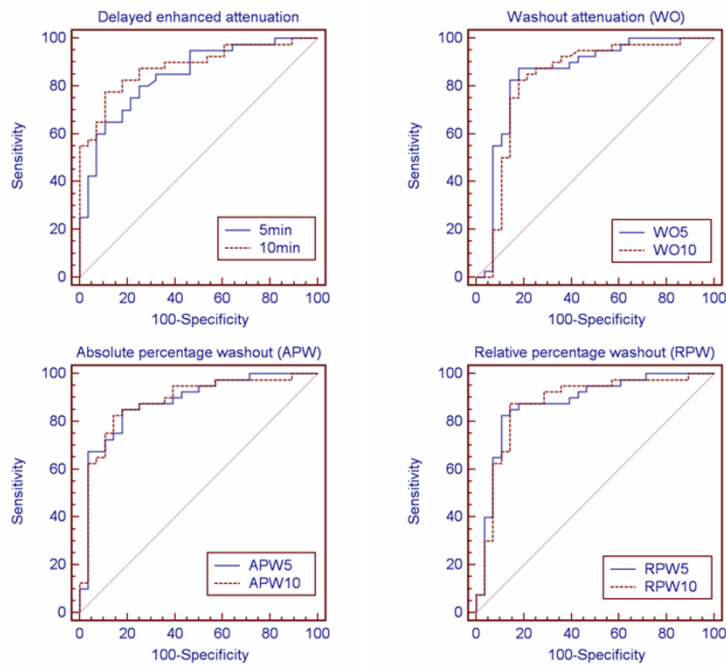 Delayed enhanced attenuation
100
80
60
40
20
0
Sensitivity
5min
10min
0 20 40 60 80 100
100-Specificity
Washout attenuation (WO)
100
80
60
40
20
0
Sensitivity
WO5
WO10
0 20 40 60 80 100
100-Specificity
Absolute percentage washout (APW)
100
80
60
40
20
0
Sensitivity
APW5
APW10
0 20 40 60 80 100
100-Specificity
Relative percentage washout (RPW)
100
80
60
40
20
0
Sensitivity
RPW5
RPW10
0 20 40 60 80 100
100-Specificity